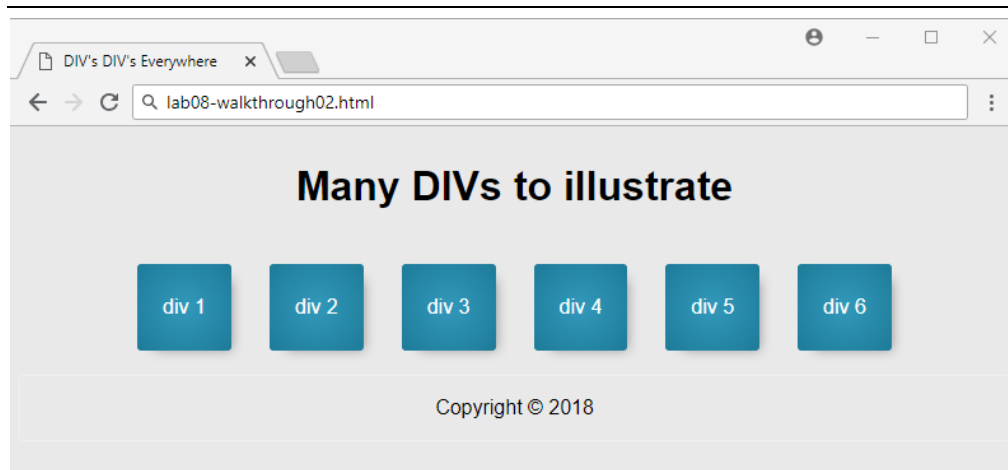 DIV's DIV's Everywhere
lab08-walkthrough02.html
Many DIVs to illustrate
div 1 div 2 div 3 div 4 div 5 div 6
Copyright © 2018